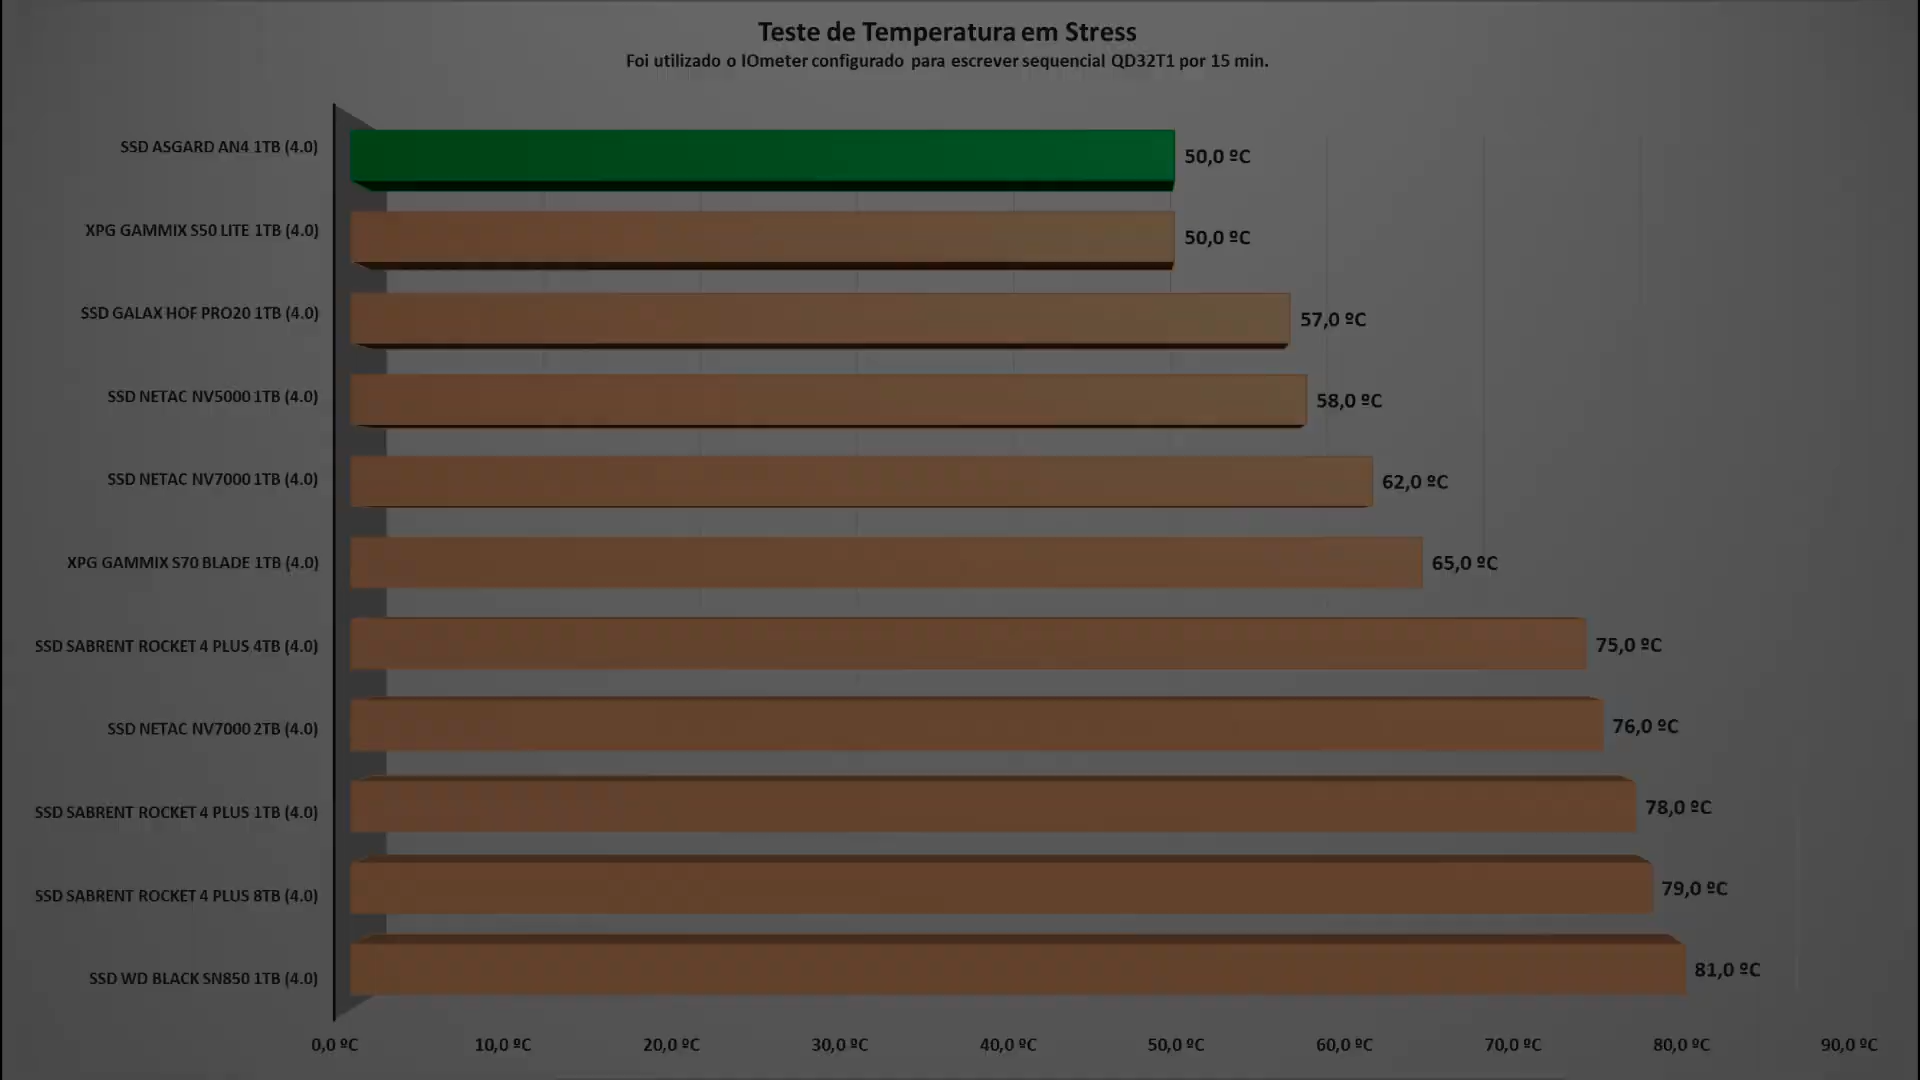 Teste de Temperatura em Stress
Foi utilizado o IOmeter configurado para escrever sequencial QD32T1 por 15 min.
SSD ASGARD AN4 1TB (4.0) 50,0 ºC
XPG GAMMIX S50 LITE 1TB (4.0) 50,0 ºC
SSD GALAX HOF PRO20 1TB (4.0) 57,0 ºC
SSD NETAC NV5000 1TB (4.0) 58,0 ºC
SSD NETAC NV7000 1TB (4.0) 62,0 ºC
XPG GAMMIX S70 BLADE 1TB (4.0) 65,0 ºC
SSD SABRENT ROCKET 4 PLUS 4TB (4.0) 75,0 ºC
SSD NETAC NV7000 2TB (4.0) 76,0 ºC
SSD SABRENT ROCKET 4 PLUS 1TB (4.0) 78,0 ºC
SSD SABRENT ROCKET 4 PLUS 8TB (4.0) 79,0 ºC
SSD WD BLACK SN850 1TB (4.0) 81,0 ºC
0,0 ºC 10,0 ºC 20,0 ºC 30,0 ºC 40,0 ºC 50,0 ºC 60,0 ºC 70,0 ºC 80,0 ºC 90,0 ºC